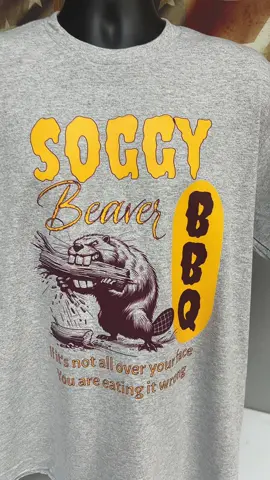 SOGGY
Beaver
BBQ
If it's not all over your face
You are eating it wrong